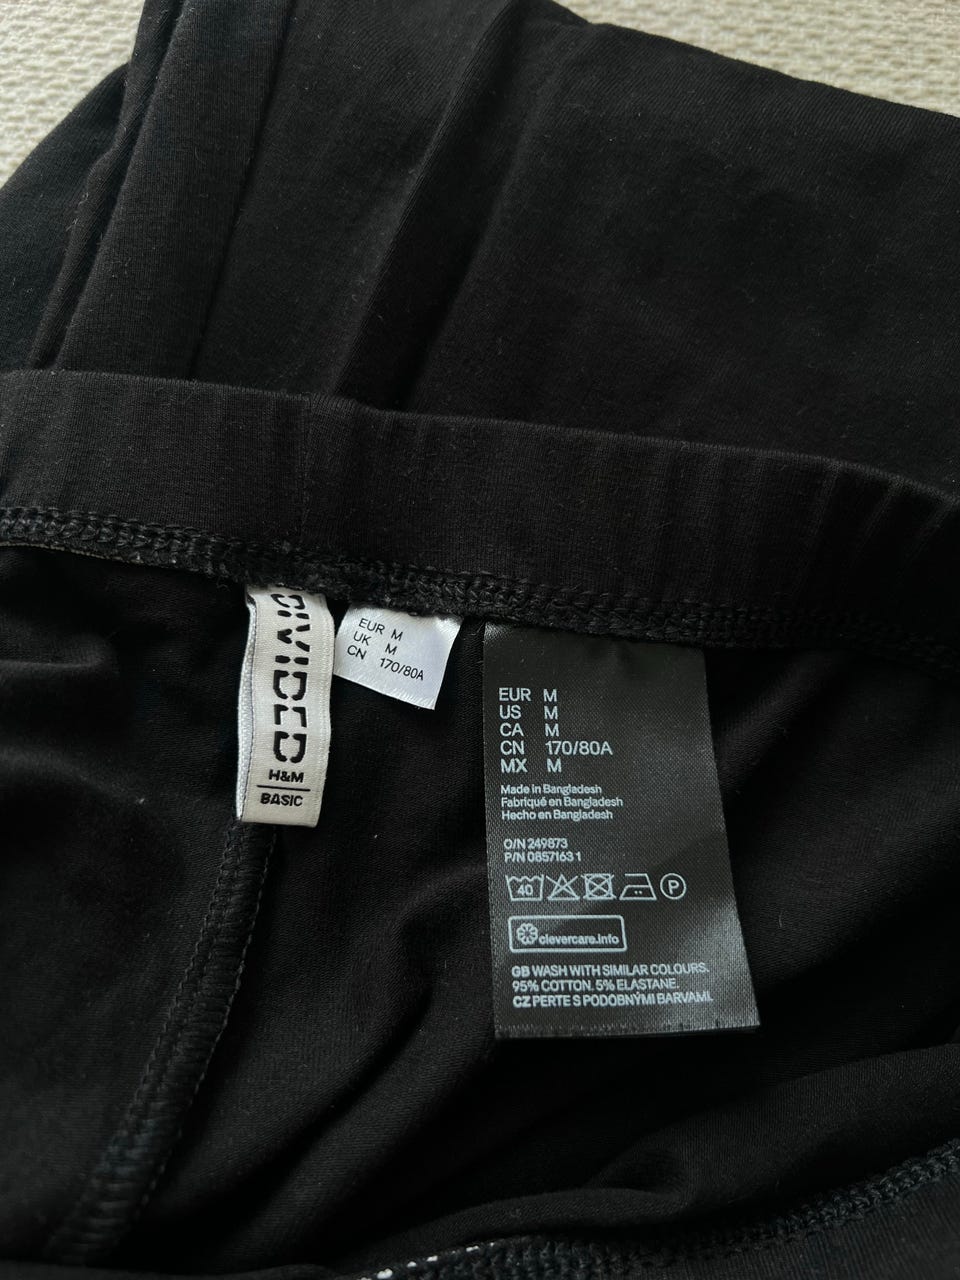 DIVIDED
H&M
BASIC
EUR M
UK M
CN 170/80A
EUR M
US M
CA M
CN 170/80A
MX M
Made in Bangladesh
Fabriqué en Bangladesh
Hecho en Bangladesh
O/N 249873
P/N 0857163 1
40
P
clevercare.info
GB WASH WITH SIMILAR COLOURS.
95% COTTON. 5% ELASTANE.
CZ PERTE S PODOBNÝMI BARVAMI.